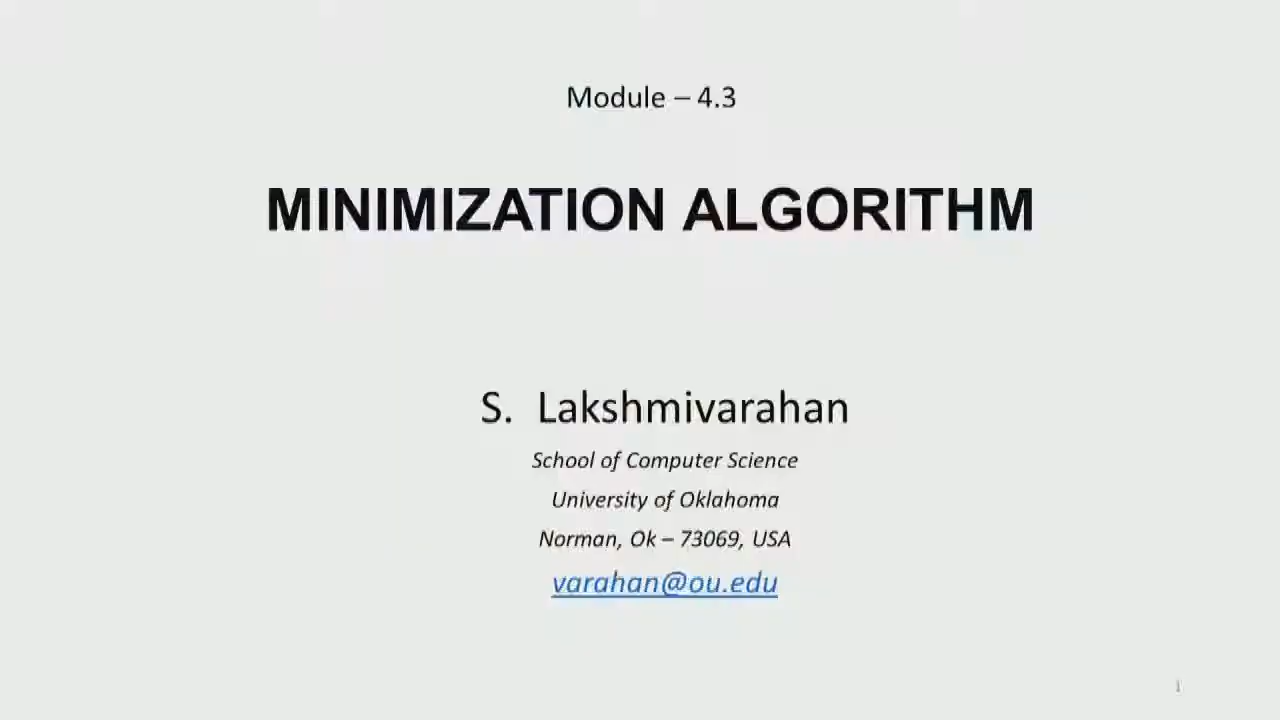 Module – 4.3
MINIMIZATION ALGORITHM
S. Lakshmivarahan
School of Computer Science
University of Oklahoma
Norman, Ok – 73069, USA
varahan@ou.edu
1